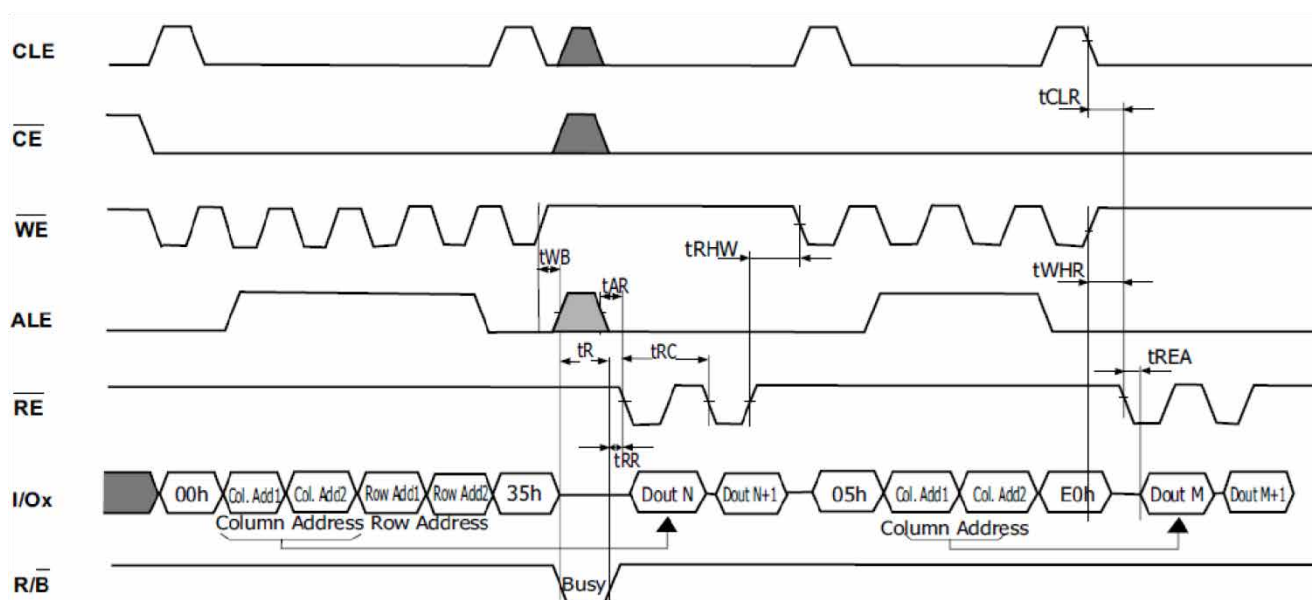 CLE
tCLR
CE
WE
tWB
tAR
tRHW
tWHR
ALE
tR
tRC
tREA
RE
tRR
I/Ox
00h
Col. Add1
Col. Add2
Row Add1
Row Add2
35h
Dout N
Dout N+1
05h
Col. Add1
Col. Add2
E0h
Dout M
Dout M+1
Column Address Row Address
Column Address
R/B
Busy